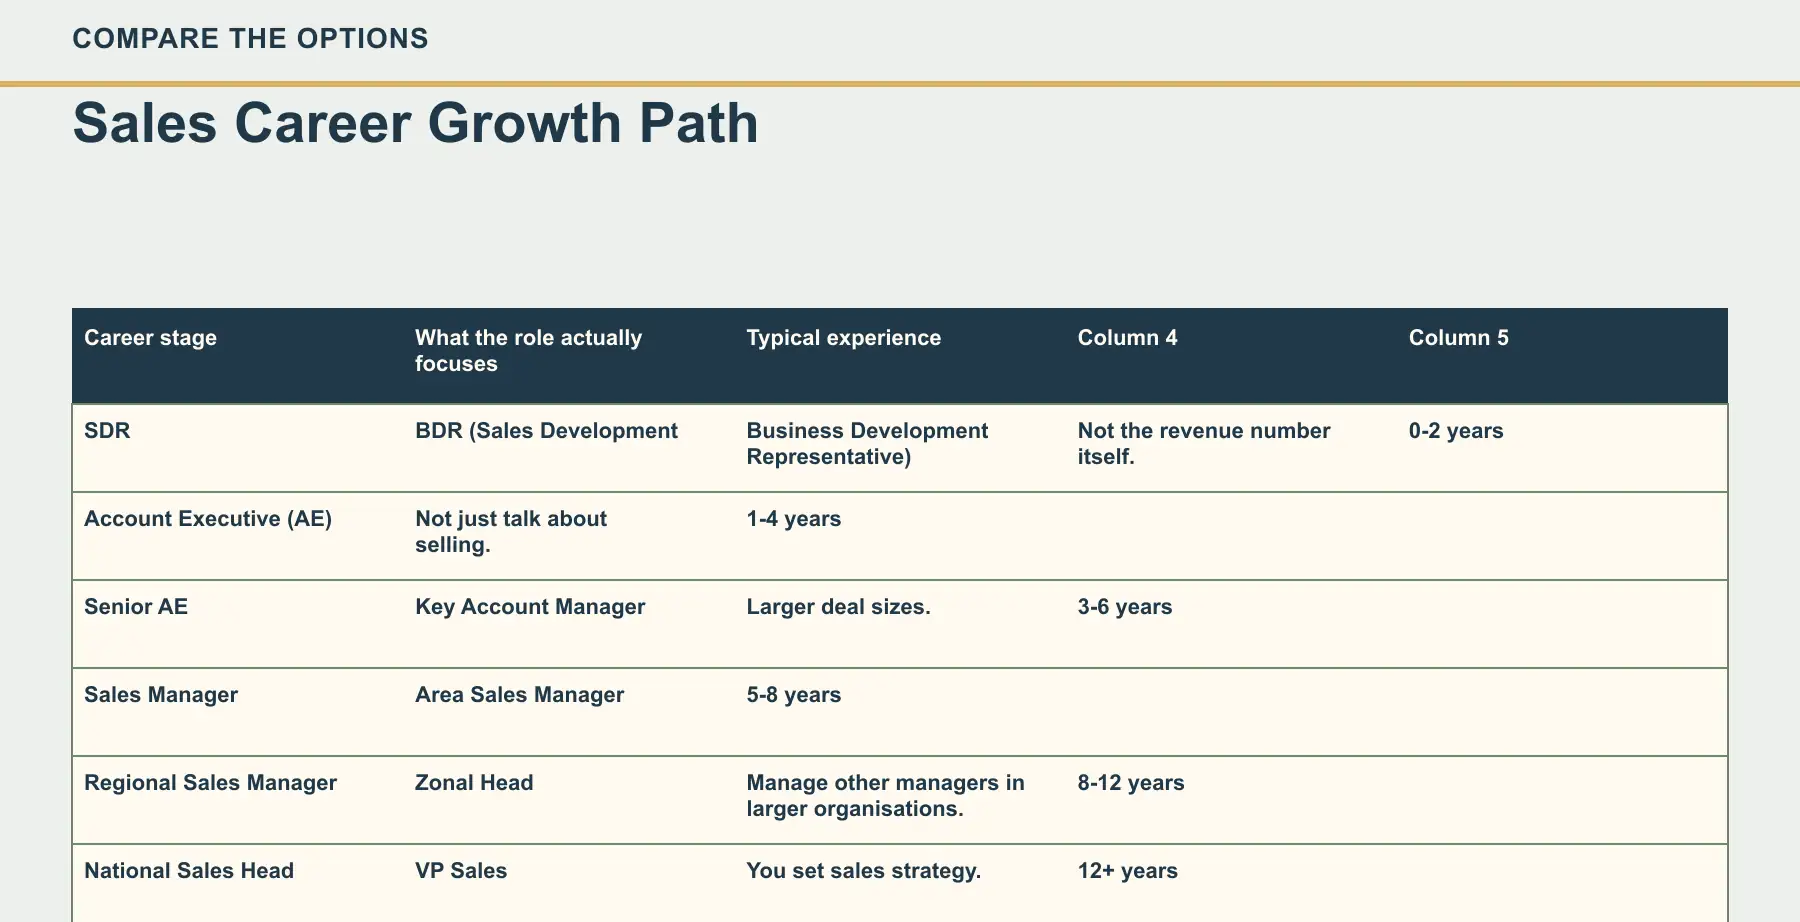 COMPARE THE OPTIONS
Sales Career Growth Path
Career stage
What the role actually
focuses
Typical experience
Column 4
Column 5
SDR
BDR (Sales Development
Business Development
Representative)
Not the revenue number
itself.
0-2 years
Account Executive (AE)
Not just talk about
selling.
1-4 years
Senior AE
Key Account Manager
Larger deal sizes.
3-6 years
Sales Manager
Area Sales Manager
5-8 years
Regional Sales Manager
Zonal Head
Manage other managers in
larger organisations.
8-12 years
National Sales Head
VP Sales
You set sales strategy.
12+ years